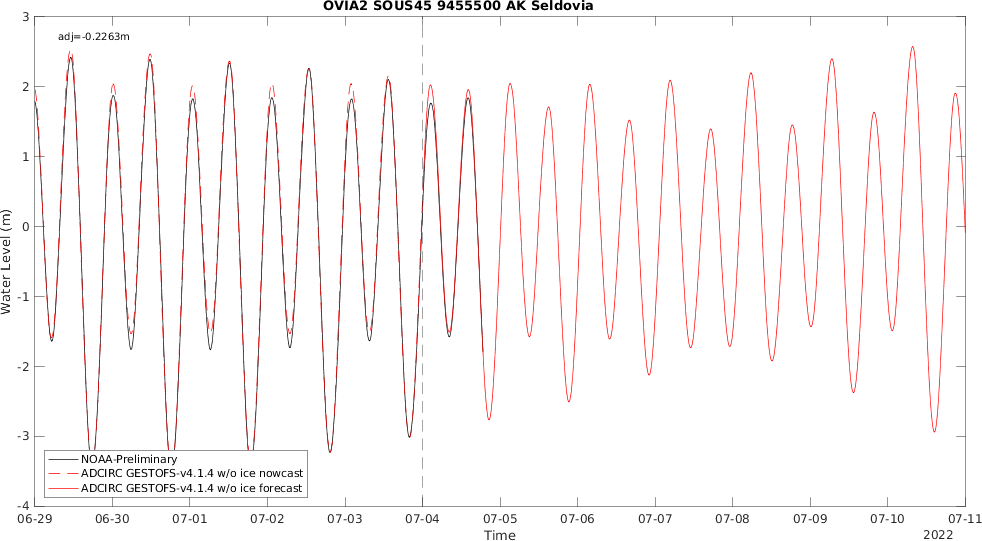 OVIA2 SOUS45 9455500 AK Seldovia
adj=-0.2263m
3
2
1
0
-1
-2
-3
-4
Water Level (m)
NOAA-Preliminary
ADCIRC GESTOFS-v4.1.4 w/o ice nowcast
ADCIRC GESTOFS-v4.1.4 w/o ice forecast
06-29 06-30 07-01 07-02 07-03 07-04 07-05 07-06 07-07 07-08 07-09 07-10 07-11
Time
2022